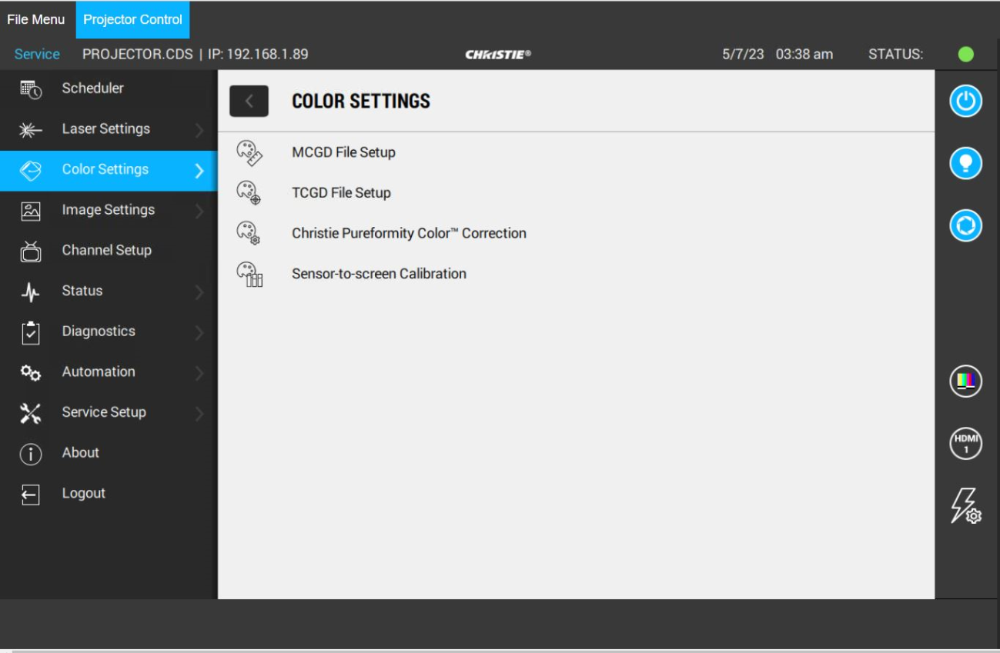 File Menu Projector Control
Service PROJECTOR.CDS | IP: 192.168.1.89 CHRISTIE® 5/7/23 03:38 am STATUS:
Scheduler
Laser Settings
Color Settings
Image Settings
Channel Setup
Status
Diagnostics
Automation
Service Setup
About
Logout
COLOR SETTINGS
MCGD File Setup
TCGD File Setup
Christie Pureformity Color™ Correction
Sensor-to-screen Calibration
HDMI
1